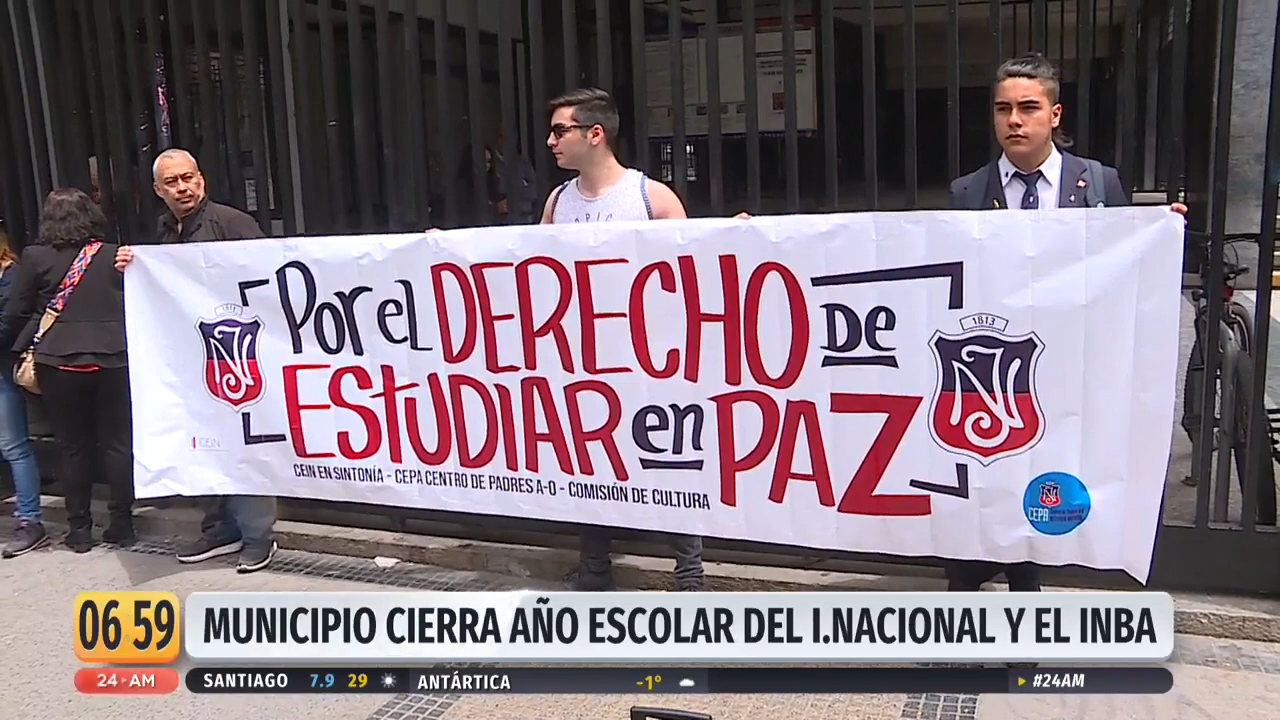 1813
1813
Por el DERECHO DE
ESTUDIAR en PAZ
CEIN EN SINTONÍA - CEPA CENTRO DE PADRES A-O - COMISIÓN DE CULTURA
CEIN
CEPA
06 59
MUNICIPIO CIERRA AÑO ESCOLAR DEL I.NACIONAL Y EL INBA
24 AM
SANTIAGO 7.9 29
ANTÁRTICA -1°
#24AM